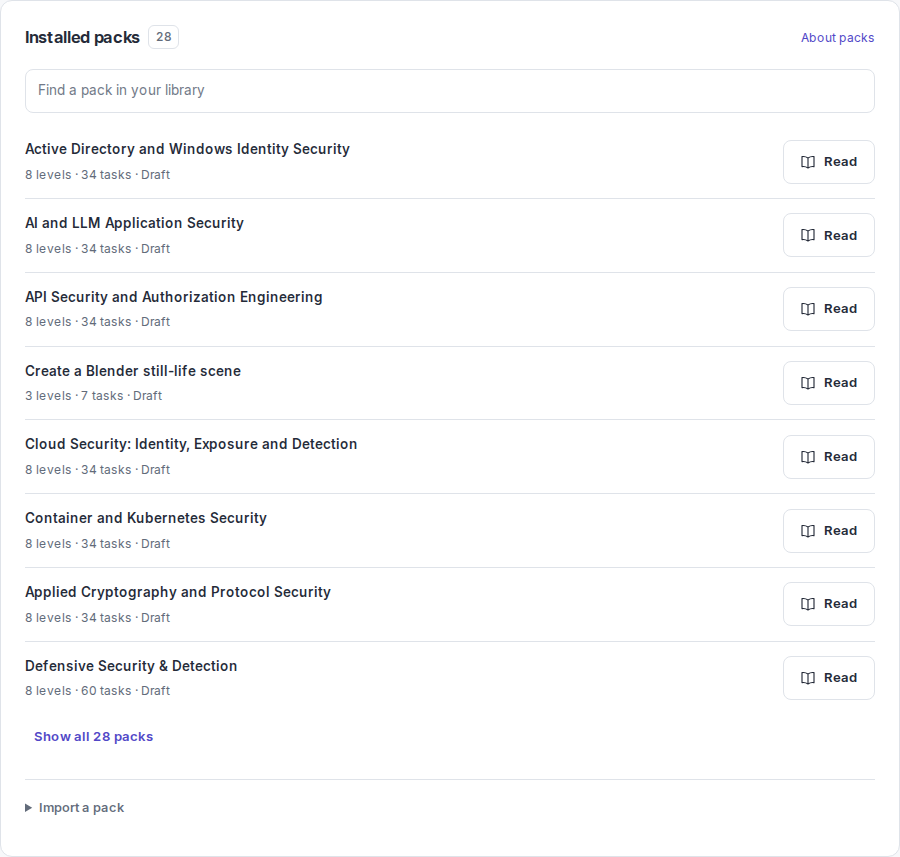 Installed packs 28 About packs
Find a pack in your library
Active Directory and Windows Identity Security
8 levels · 34 tasks · Draft
Read
AI and LLM Application Security
8 levels · 34 tasks · Draft
Read
API Security and Authorization Engineering
8 levels · 34 tasks · Draft
Read
Create a Blender still-life scene
3 levels · 7 tasks · Draft
Read
Cloud Security: Identity, Exposure and Detection
8 levels · 34 tasks · Draft
Read
Container and Kubernetes Security
8 levels · 34 tasks · Draft
Read
Applied Cryptography and Protocol Security
8 levels · 34 tasks · Draft
Read
Defensive Security & Detection
8 levels · 60 tasks · Draft
Read
Show all 28 packs
Import a pack